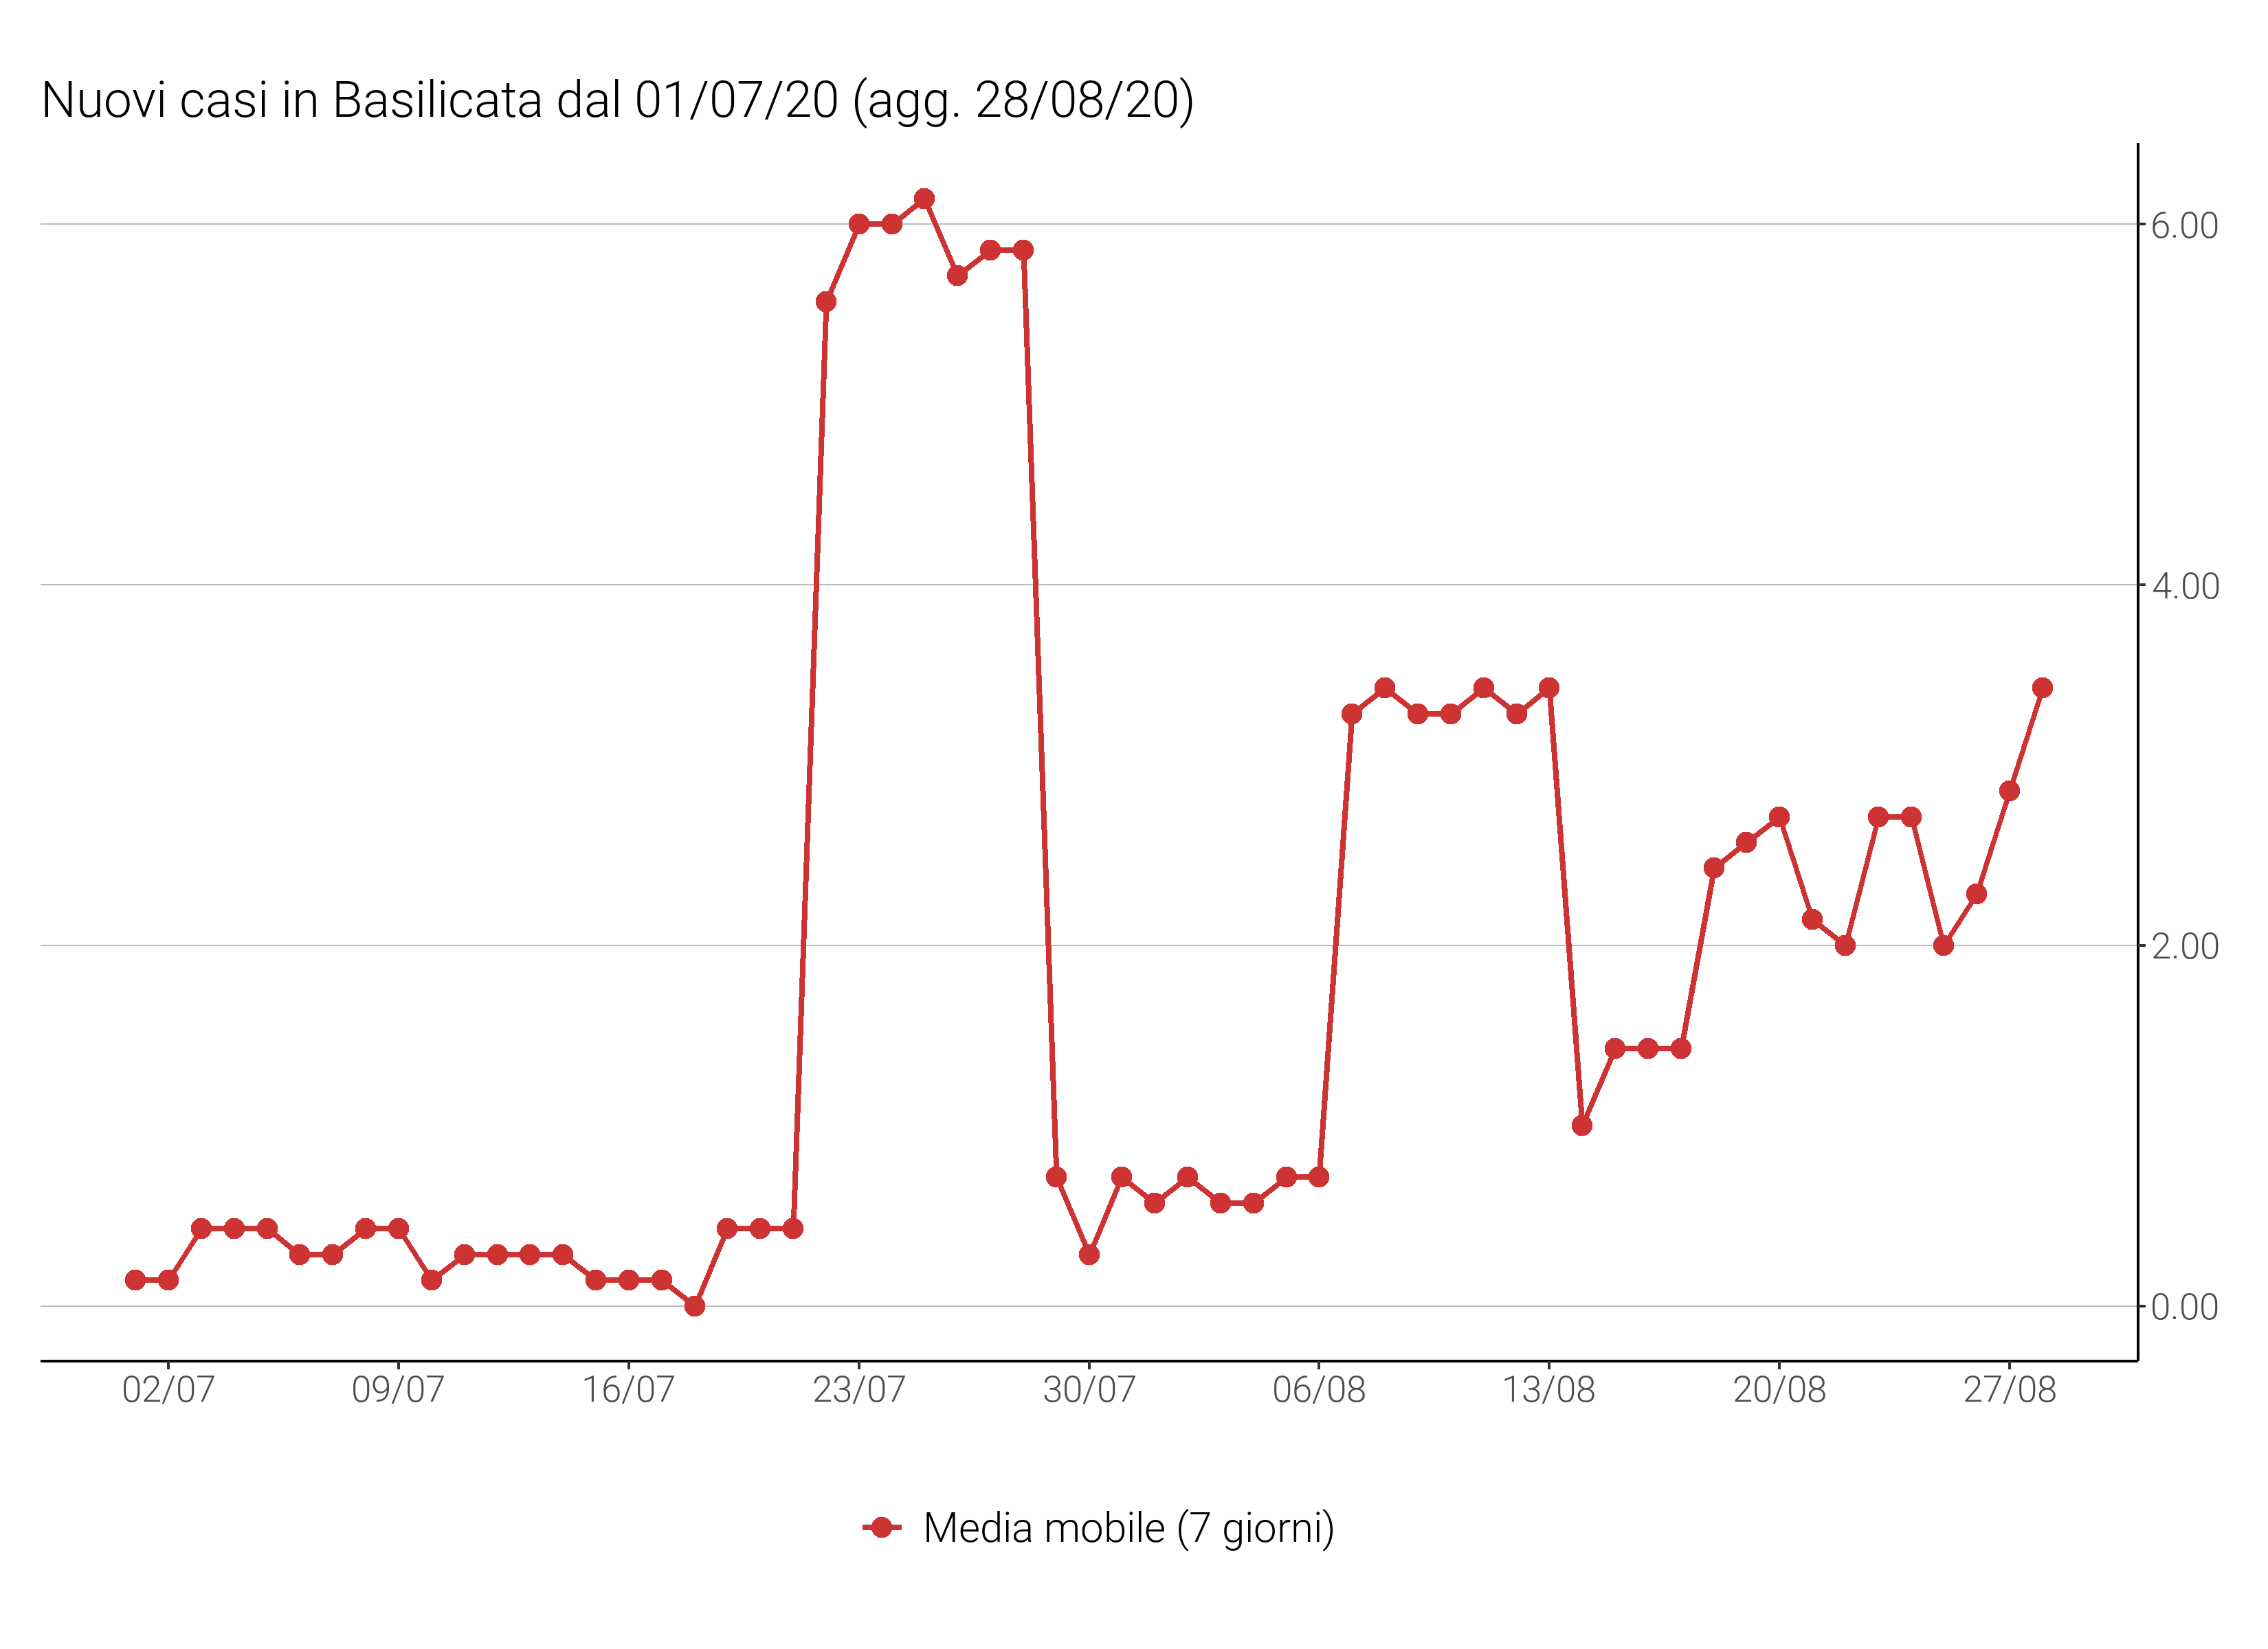 Nuovi casi in Basilicata dal 01/07/20 (agg. 28/08/20)
6.00
4.00
2.00
0.00
02/07 09/07 16/07 23/07 30/07 06/08 13/08 20/08 27/08
Media mobile (7 giorni)